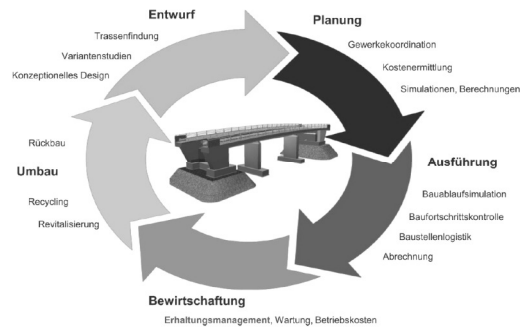 Entwurf
Trassenfindung
Variantenstudien
Konzeptionelles Design
Planung
Gewerkekoordination
Kostenermittlung
Simulationen, Berechnungen
Ausführung
Bauablaufsimulation
Baufortschrittskontrolle
Baustellenlogistik
Abrechnung
Bewirtschaftung
Erhaltungsmanagement, Wartung, Betriebskosten
Rückbau
Umbau
Recycling
Revitalisierung